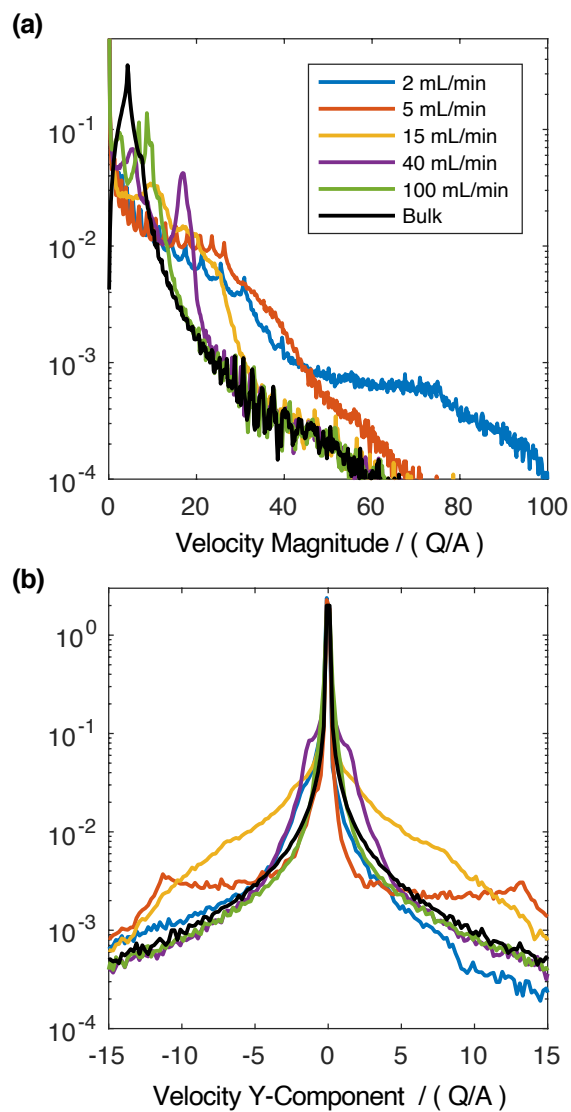 (a)
10^-1
10^-2
10^-3
10^-4
2 mL/min
5 mL/min
15 mL/min
40 mL/min
100 mL/min
Bulk
0 20 40 60 80 100
Velocity Magnitude / ( Q/A )
(b)
10^0
10^-1
10^-2
10^-3
10^-4
-15 -10 -5 0 5 10 15
Velocity Y-Component / ( Q/A )